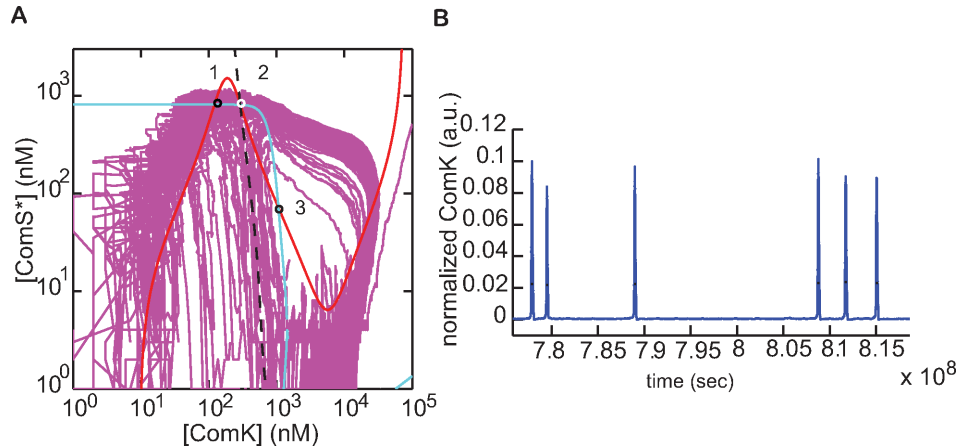 A
B
1
2
3
10^3
10^2
10^1
10^0
[ComS*] (nM)
10^0 10^1 10^2 10^3 10^4 10^5
[ComK] (nM)
normalized ComK (a.u.)
0.12
0.1
0.08
0.06
0.04
0.02
0
7.8 7.85 7.9 7.95 8 8.05 8.1 8.15
time (sec)
x 10^8